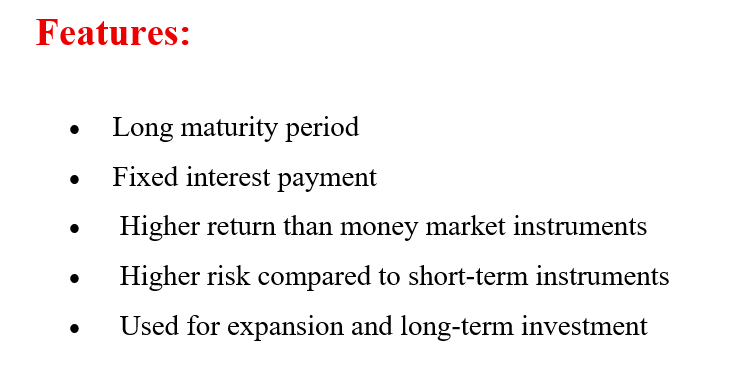 Features:
• Long maturity period
• Fixed interest payment
• Higher return than money market instruments
• Higher risk compared to short-term instruments
• Used for expansion and long-term investment